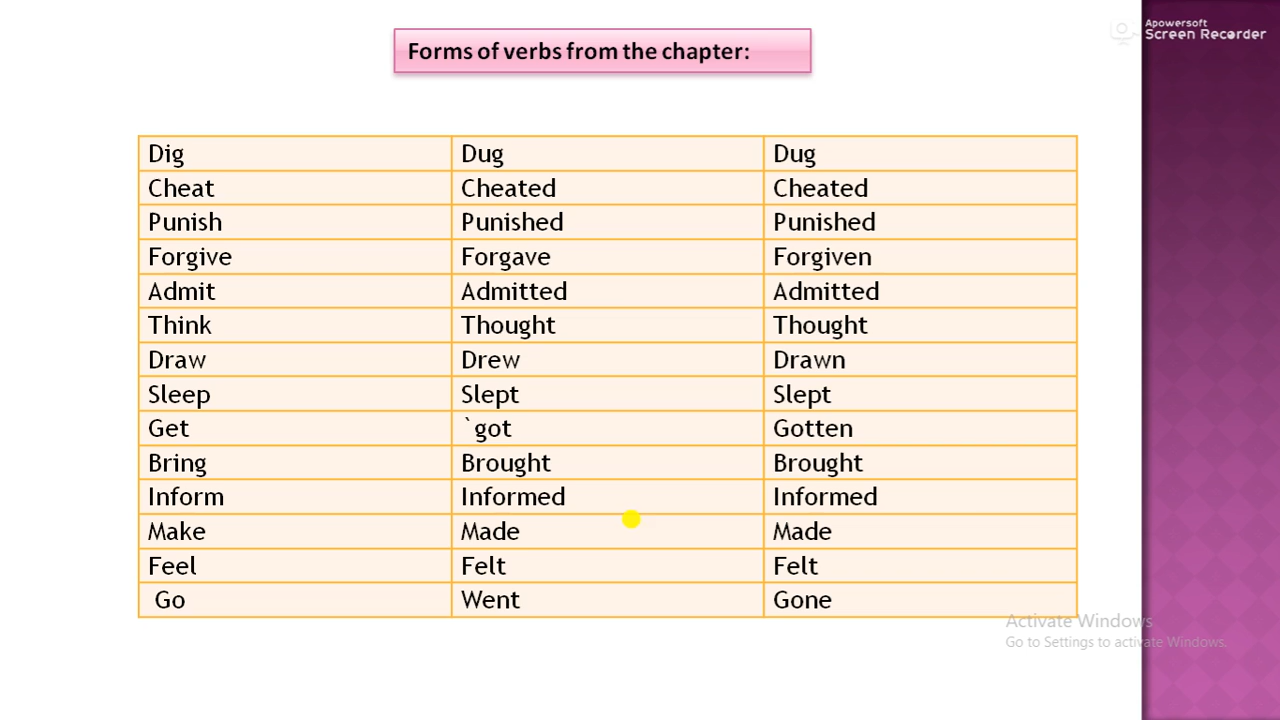 Apowersoft
Screen Recorder
Forms of verbs from the chapter:
Dig Dug Dug
Cheat Cheated Cheated
Punish Punished Punished
Forgive Forgave Forgiven
Admit Admitted Admitted
Think Thought Thought
Draw Drew Drawn
Sleep Slept Slept
Get `got Gotten
Bring Brought Brought
Inform Informed Informed
Make Made Made
Feel Felt Felt
Go Went Gone
Activate Windows
Go to Settings to activate Windows.